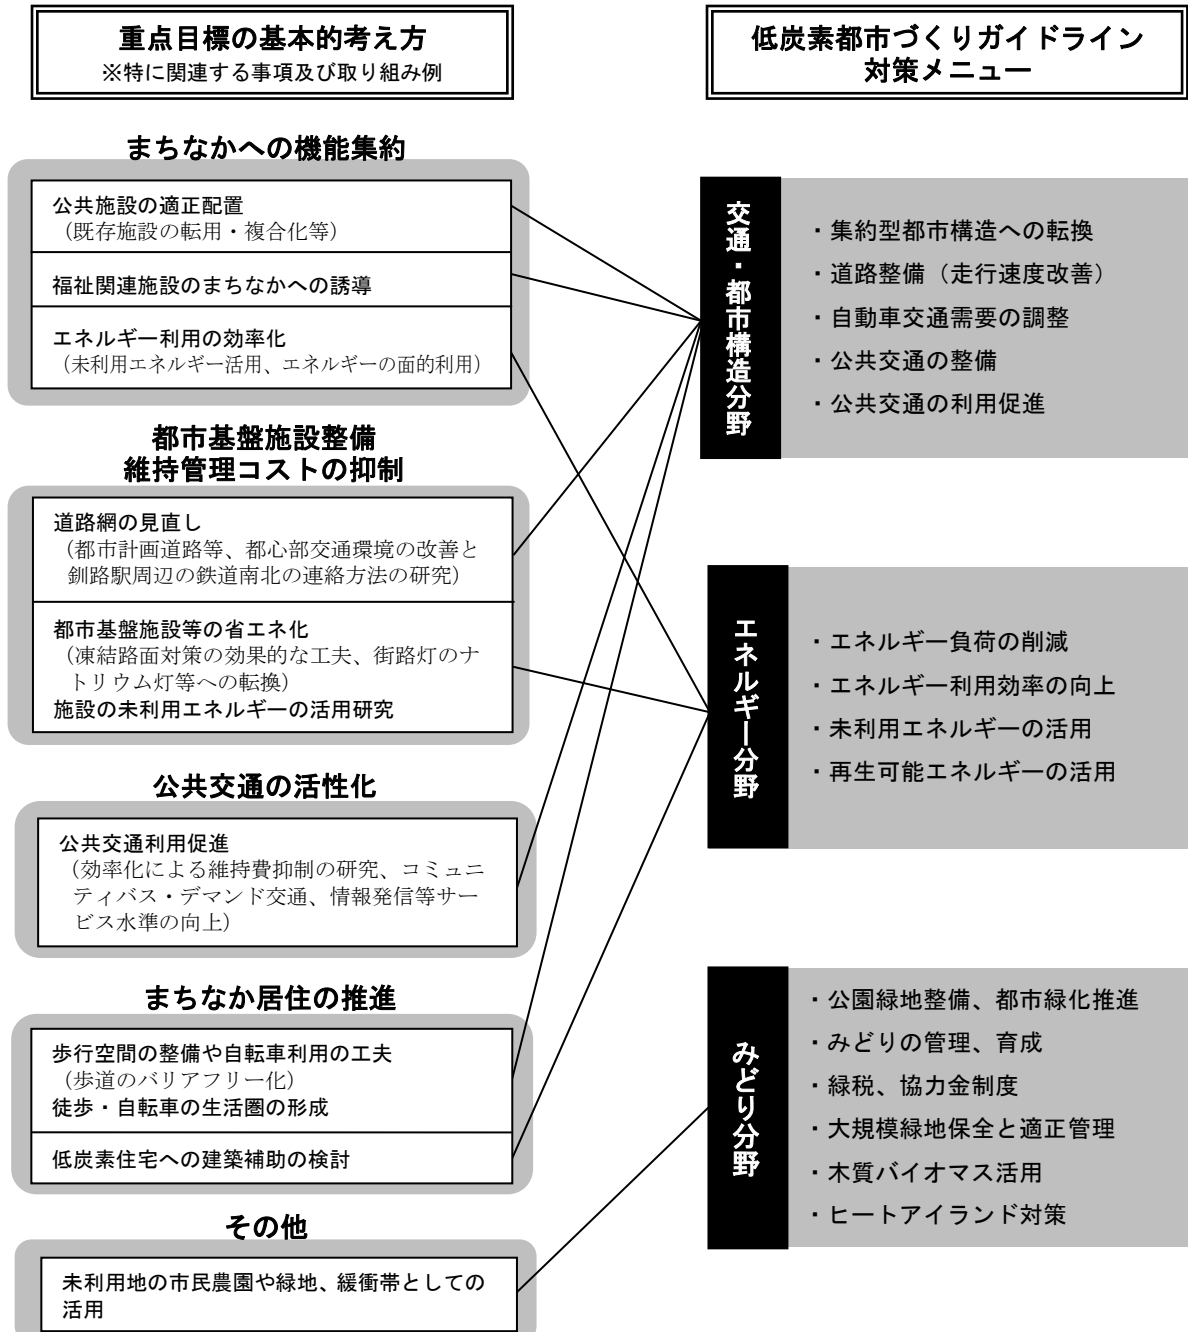 重点目標の基本的考え方
※特に関連する事項及び取り組み例
まちなかへの機能集約
公共施設の適正配置
（既存施設の転用・複合化等）
福祉関連施設のまちなかへの誘導
エネルギー利用の効率化
（未利用エネルギー活用、エネルギーの面的利用）
都市基盤施設整備
維持管理コストの抑制
道路網の見直し
（都市計画道路等、都心部交通環境の改善と
釧路駅周辺の鉄道南北の連絡方法の研究）
都市基盤施設等の省エネ化
（凍結路面対策の効果的な工夫、街路灯のナ
トリウム灯等への転換）
施設の未利用エネルギーの活用研究
公共交通の活性化
公共交通利用促進
（効率化による維持費抑制の研究、コミュニ
ティバス・デマンド交通、情報発信等サー
ビス水準の向上）
まちなか居住の推進
歩行空間の整備や自転車利用の工夫
（歩道のバリアフリー化）
徒歩・自転車の生活圏の形成
低炭素住宅への建築補助の検討
その他
未利用地の市民農園や緑地、緩衝帯としての
活用
低炭素都市づくりガイドライン
対策メニュー
交通・都市構造分野
・集約型都市構造への転換
・道路整備（走行速度改善）
・自動車交通需要の調整
・公共交通の整備
・公共交通の利用促進
エネルギー分野
・エネルギー負荷の削減
・エネルギー利用効率の向上
・未利用エネルギーの活用
・再生可能エネルギーの活用
みどり分野
・公園緑地整備、都市緑化推進
・みどりの管理、育成
・緑税、協力金制度
・大規模緑地保全と適正管理
・木質バイオマス活用
・ヒートアイランド対策